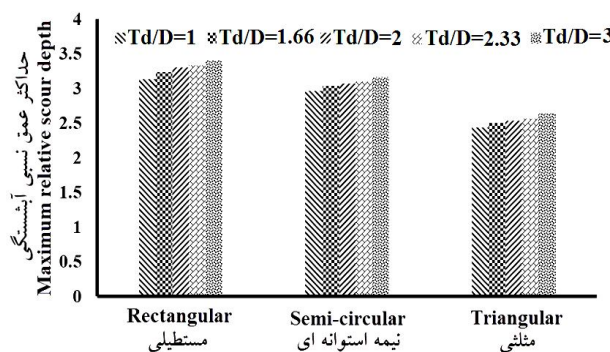 4
Td/D=1 Td/D=1.66 Td/D=2 Td/D=2.33 Td/D=3
3.5
3
2.5
2
1.5
1
0.5
0
حداکثر عمق نسبی آبشستگی
Maximum relative scour depth
Rectangular Semi-circular Triangular
مستطیلی نیمه استوانه ای مثلثی